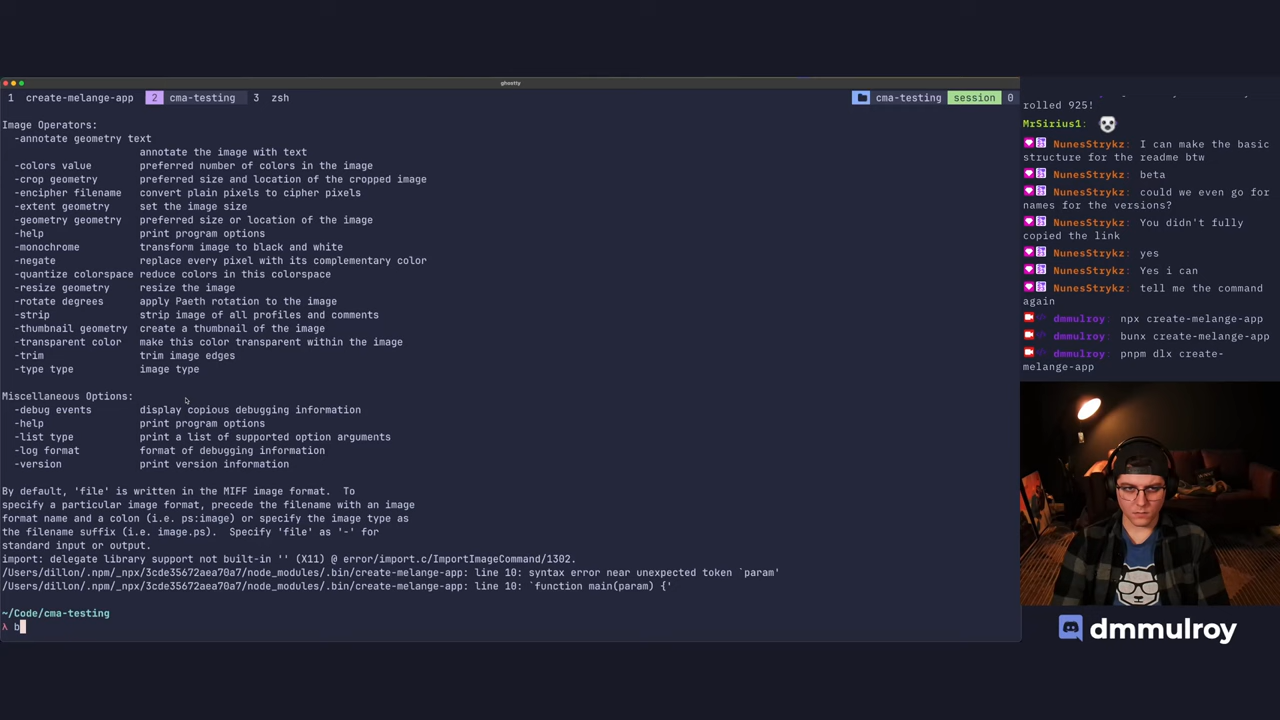 ghostty
1 create-melange-app 2 cma-testing 3 zsh
cma-testing session 0
Image Operators:
-annotate geometry text
annotate the image with text
-colors value preferred number of colors in the image
-crop geometry preferred size and location of the cropped image
-encipher filename convert plain pixels to cipher pixels
-extent geometry set the image size
-geometry geometry preferred size or location of the image
-help print program options
-monochrome transform image to black and white
-negate replace every pixel with its complementary color
-quantize colorspace reduce colors in this colorspace
-resize geometry resize the image
-rotate degrees apply Paeth rotation to the image
-strip strip image of all profiles and comments
-thumbnail geometry create a thumbnail of the image
-transparent color make this color transparent within the image
-trim trim image edges
-type type image type
Miscellaneous Options:
-debug events display copious debugging information
-help print program options
-list type print a list of supported option arguments
-log format format of debugging information
-version print version information
By default, 'file' is written in the MIFF image format. To
specify a particular image format, precede the filename with an image
format name and a colon (i.e. ps:image) or specify the image type as
the filename suffix (i.e. image.ps). Specify 'file' as '-' for
standard input or output.
import: delegate library support not built-in '' (X11) @ error/import.c/ImportImageCommand/1302.
/Users/dillon/.npm/_npx/3cde35672aea70a7/node_modules/.bin/create-melange-app: line 10: syntax error near unexpected token `param'
/Users/dillon/.npm/_npx/3cde35672aea70a7/node_modules/.bin/create-melange-app: line 10: `function main(param) {'
~/Code/cma-testing
λ b
rolled 925!
MrSirius1:
NunesStrykz: I can make the basic
structure for the readme btw
NunesStrykz: beta
NunesStrykz: could we even go for
names for the versions?
NunesStrykz: You didn't fully
copied the link
NunesStrykz: yes
NunesStrykz: Yes i can
NunesStrykz: tell me the command
again
dmmulroy: npx create-melange-app
dmmulroy: bunx create-melange-app
dmmulroy: pnpm dlx create-
melange-app
dmmulroy